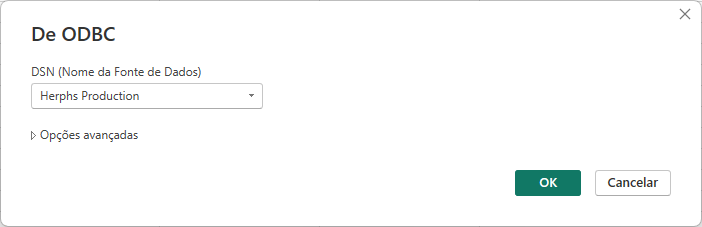 De ODBC
DSN (Nome da Fonte de Dados)
Herphs Production
Opções avançadas
OK
Cancelar